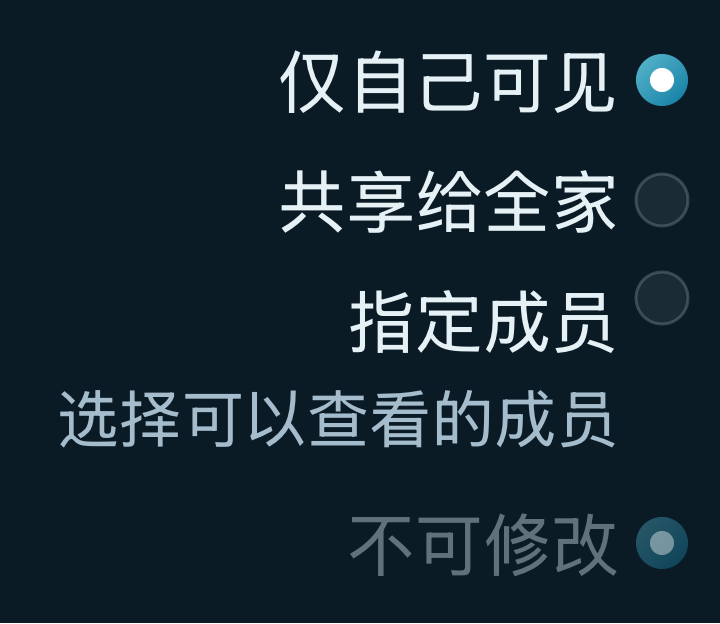 仅自己可见
共享给全家
指定成员
选择可以查看的成员
不可修改